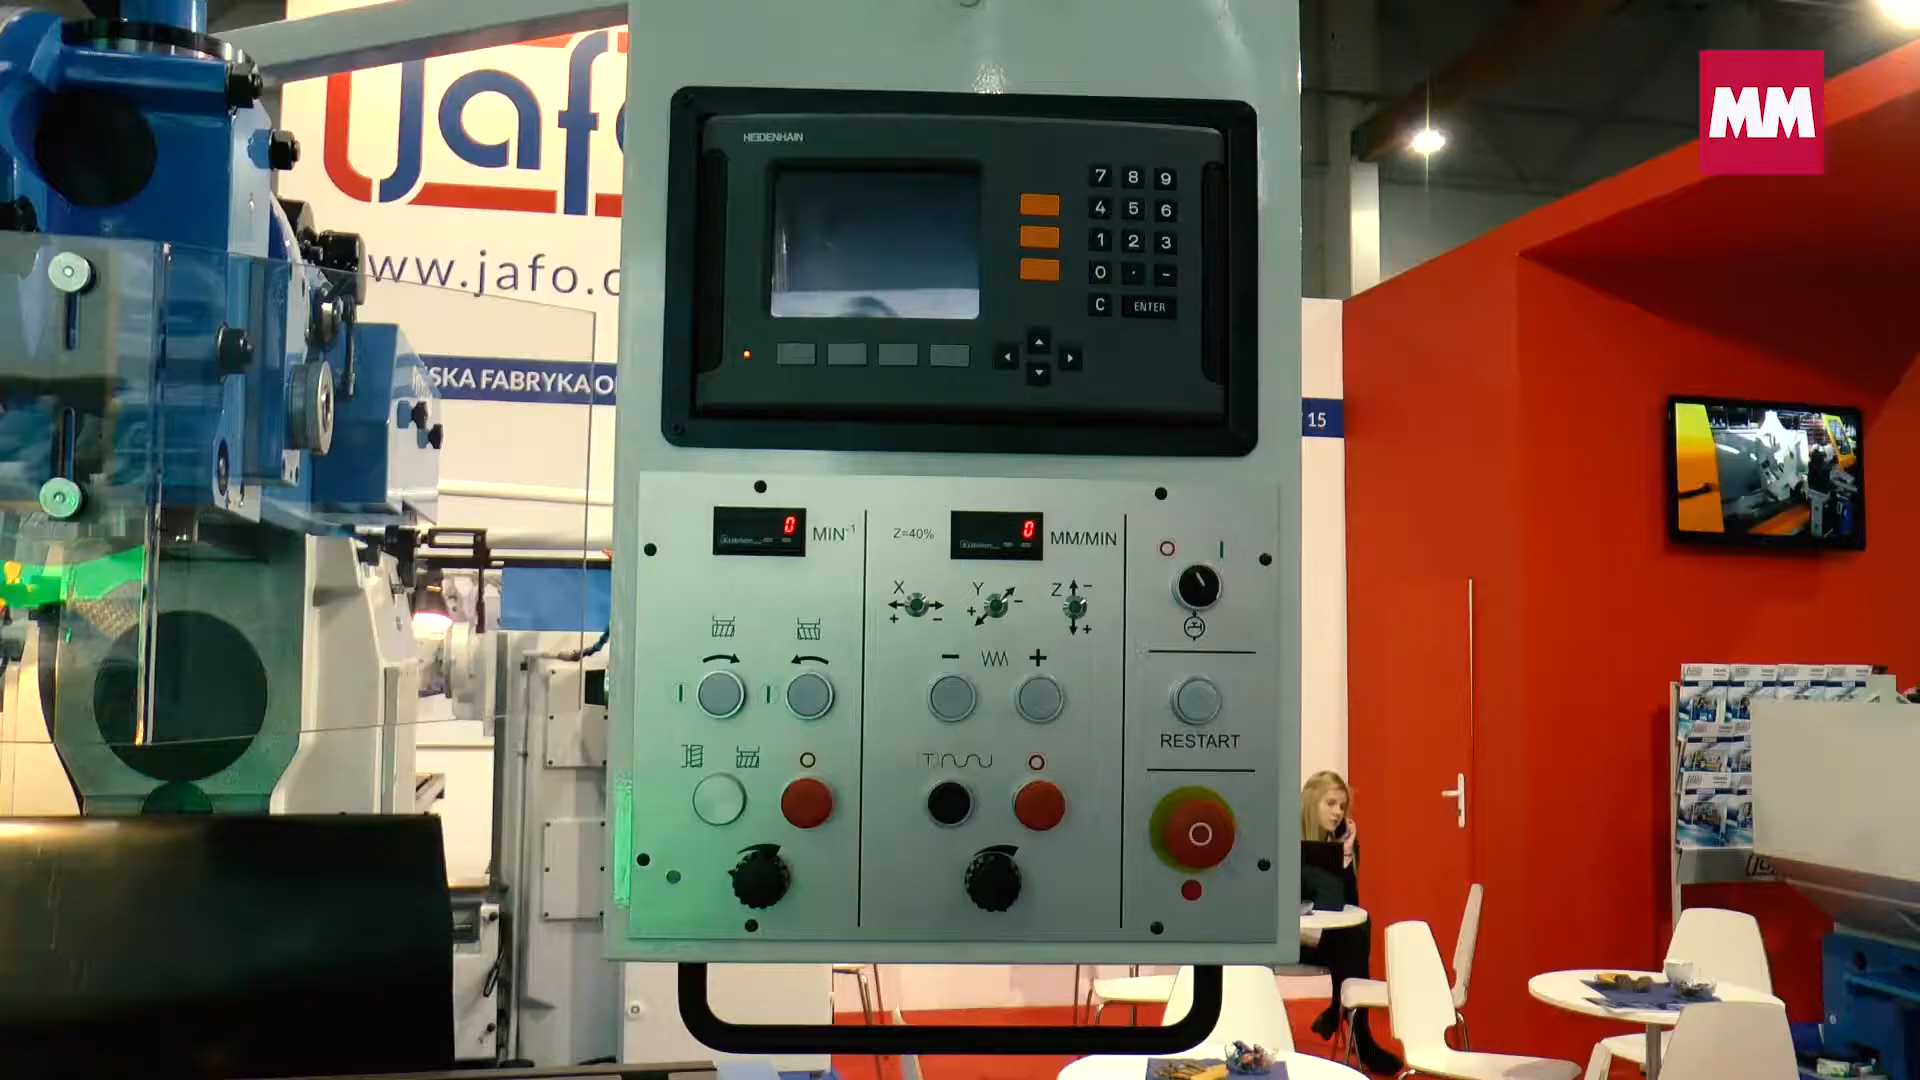 MM
jafo
HEIDENHAIN
7 8 9
4 5 6
1 2 3
0 . -
C ENTER
www.jafo.
SKA FABRYKA O
15
0 MIN⁻¹
Z=40% 0 MM/MIN
X Y Z
+ - + - - +
- +
RESTART